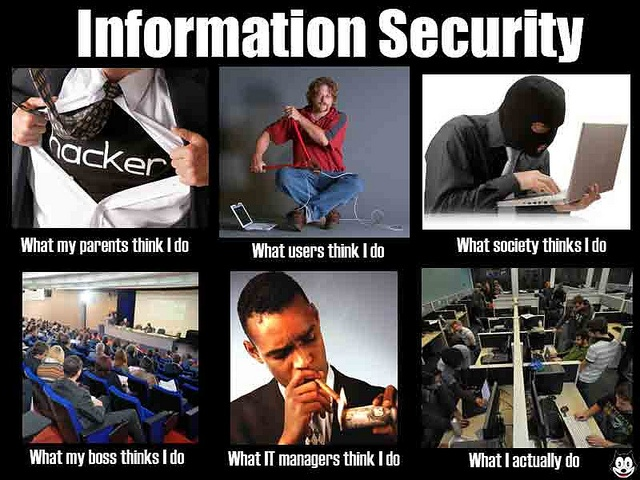 Information Security
hacker
What my parents think I do
What users think I do
What society thinks I do
What my boss thinks I do
What IT managers think I do
What I actually do